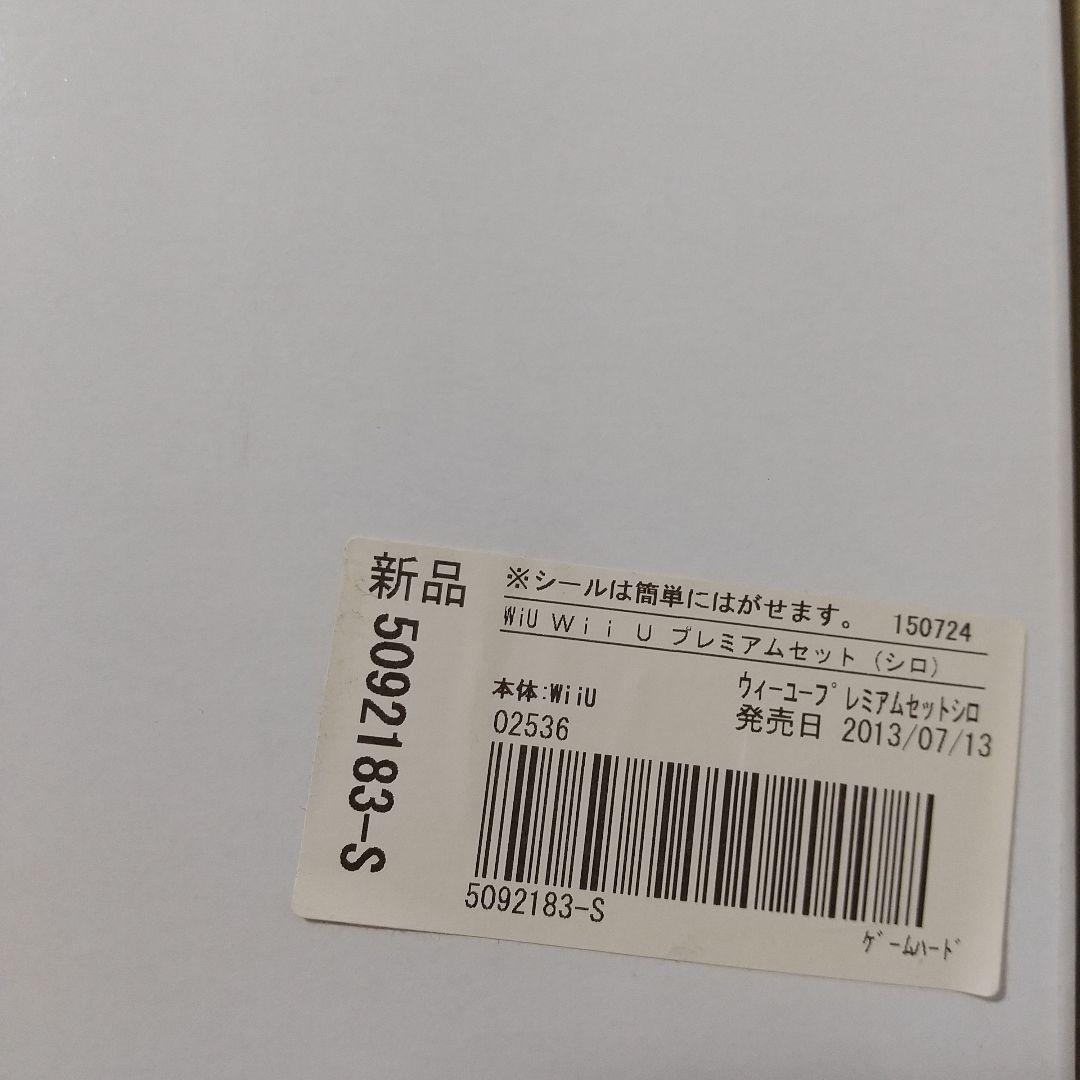 新品
※シールは簡単にはがせます。 150724
WiU Ｗｉｉ Ｕ プレミアムセット (シロ)
本体:WiiU
ｳｨｰﾕｰﾌﾟﾚﾐｱﾑｾｯﾄｼﾛ
02536
発売日 2013/07/13
5092183-S
5092183-S
ｹﾞｰﾑﾊｰﾄﾞ